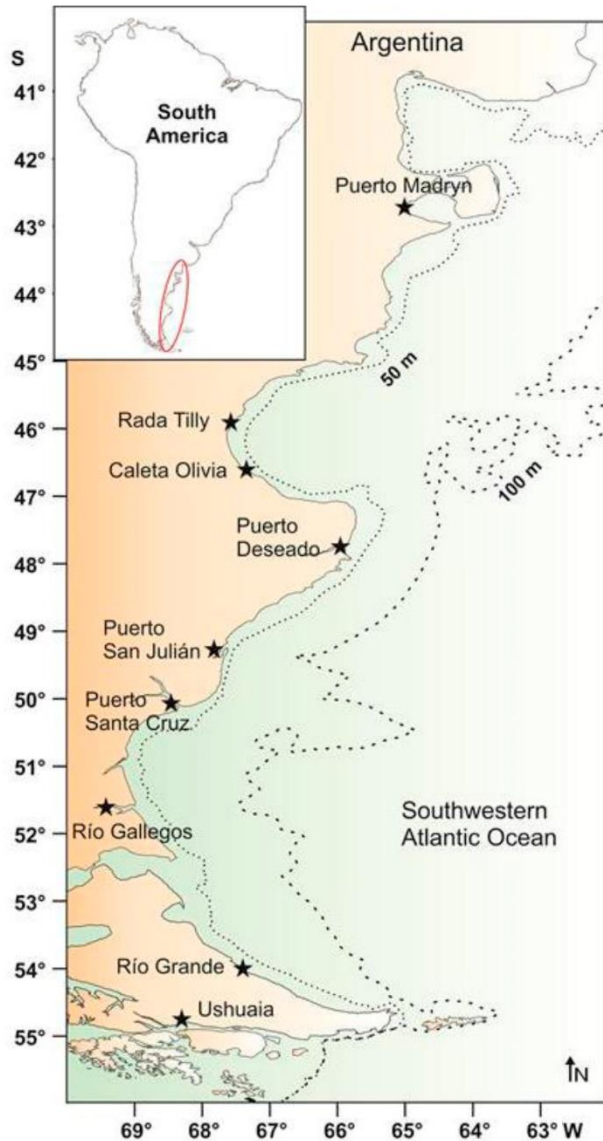 Argentina
S
South
America
41°
42°
43°
44°
45°
46°
47°
48°
49°
50°
51°
52°
53°
54°
55°
Puerto Madryn
50 m
Rada Tilly
Caleta Olivia
100 m
Puerto
Deseado
Puerto
San Julián
Puerto
Santa Cruz
Río Gallegos
Southwestern
Atlantic Ocean
Río Grande
Ushuaia
N
69° 68° 67° 66° 65° 64° 63° W